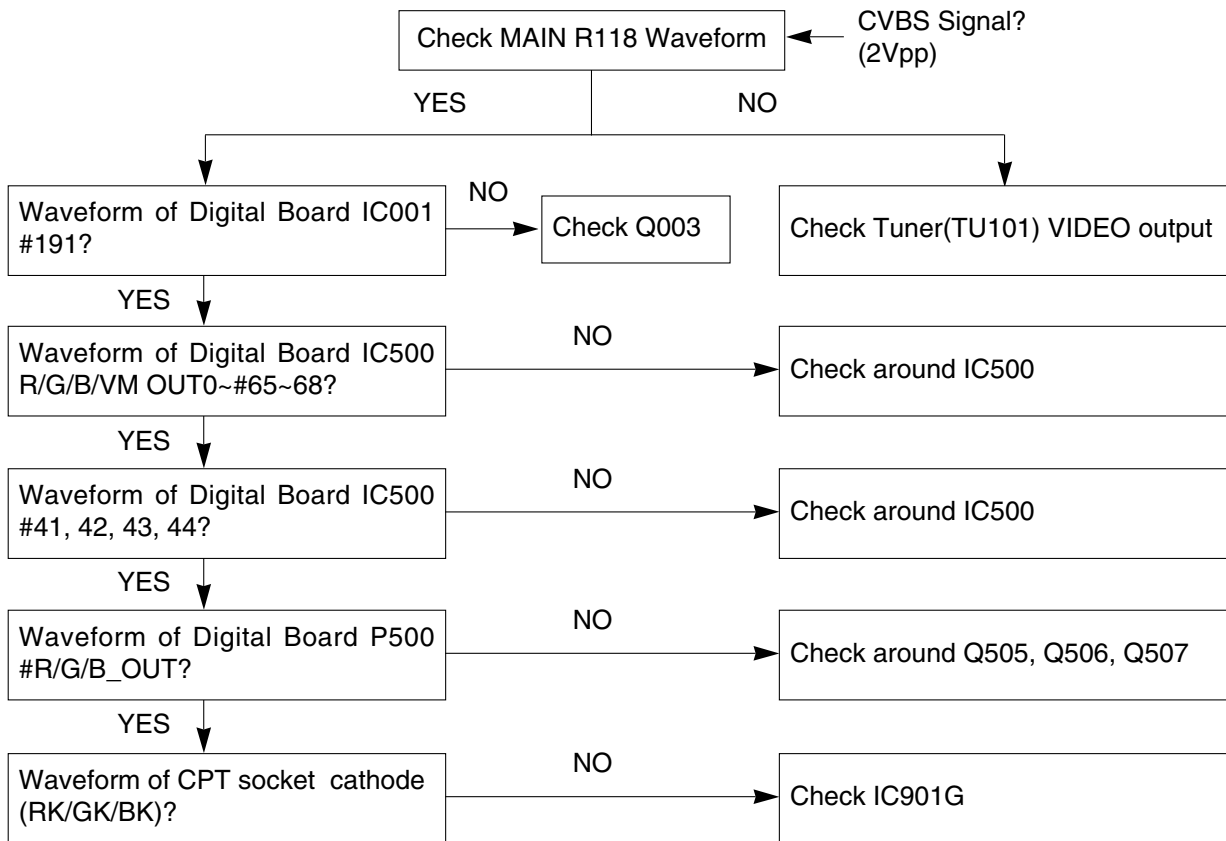 Check MAIN R118 Waveform
CVBS Signal?
(2Vpp)
YES
NO
Waveform of Digital Board IC001
#191?
NO
Check Q003
Check Tuner(TU101) VIDEO output
YES
Waveform of Digital Board IC500
R/G/B/VM OUT0~#65~68?
NO
Check around IC500
YES
Waveform of Digital Board IC500
#41, 42, 43, 44?
NO
Check around IC500
YES
Waveform of Digital Board P500
#R/G/B_OUT?
NO
Check around Q505, Q506, Q507
YES
Waveform of CPT socket cathode
(RK/GK/BK)?
NO
Check IC901G